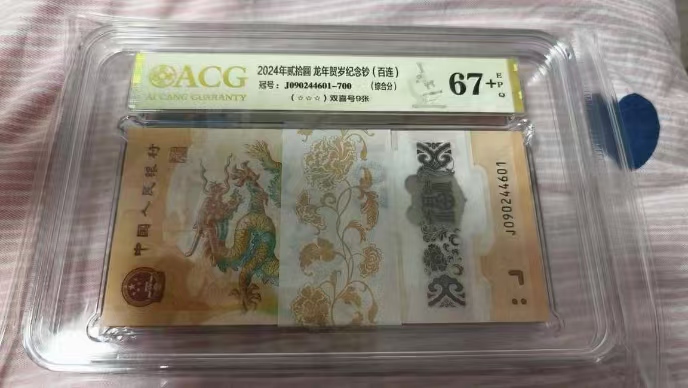 ACG
AI CANG GUARANTY
2024年贰拾圆 龙年贺岁纪念钞（百连）
冠号：J090244601-700 （综合分）
（☆☆☆）双喜号9张
67+
EPQ
中国人民银行
J090244601